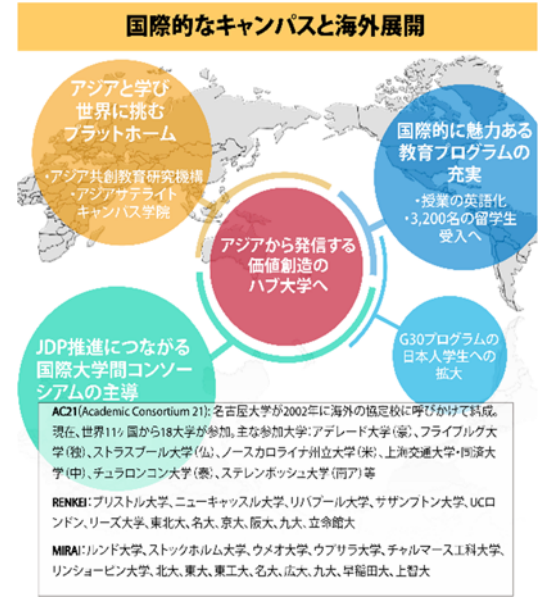 国際的なキャンパスと海外展開
アジアと学び
世界に挑む
プラットホーム
・アジア共創教育研究機構
・アジアサテライト
キャンパス学院
国際的に魅力ある
教育プログラムの
充実
・授業の英語化
・3,200名の留学生
受入へ
アジアから発信する
価値創造の
ハブ大学へ
JDP推進につながる
国際大学間コンソー
シアムの主導
G30プログラムの
日本人学生への
拡大
AC21(Academic Consortium 21):名古屋大学が2002年に海外の協定校に呼びかけて結成。
現在、世界11ヶ国から18大学が参加。主な参加大学:アデレード大学(豪)、フライブルグ大
学(独)、ストラスブール大学(仏)、ノースカロライナ州立大学(米)、上海交通大学・同済大
学(中)、チュラロンコン大学(泰)、ステレンボッシュ大学(南ア)等
RENKEI:ブリストル大学、ニューキャッスル大学、リバプール大学、サザンプトン大学、UCロ
ンドン、リーズ大学、東北大、名大、京大、阪大、九大、立命館大
MIRAI:ルンド大学、ストックホルム大学、ウメオ大学、ウプサラ大学、チャルマース工科大学、
リンショーピン大学、北大、東大、東工大、名大、広大、九大、早稲田大、上智大